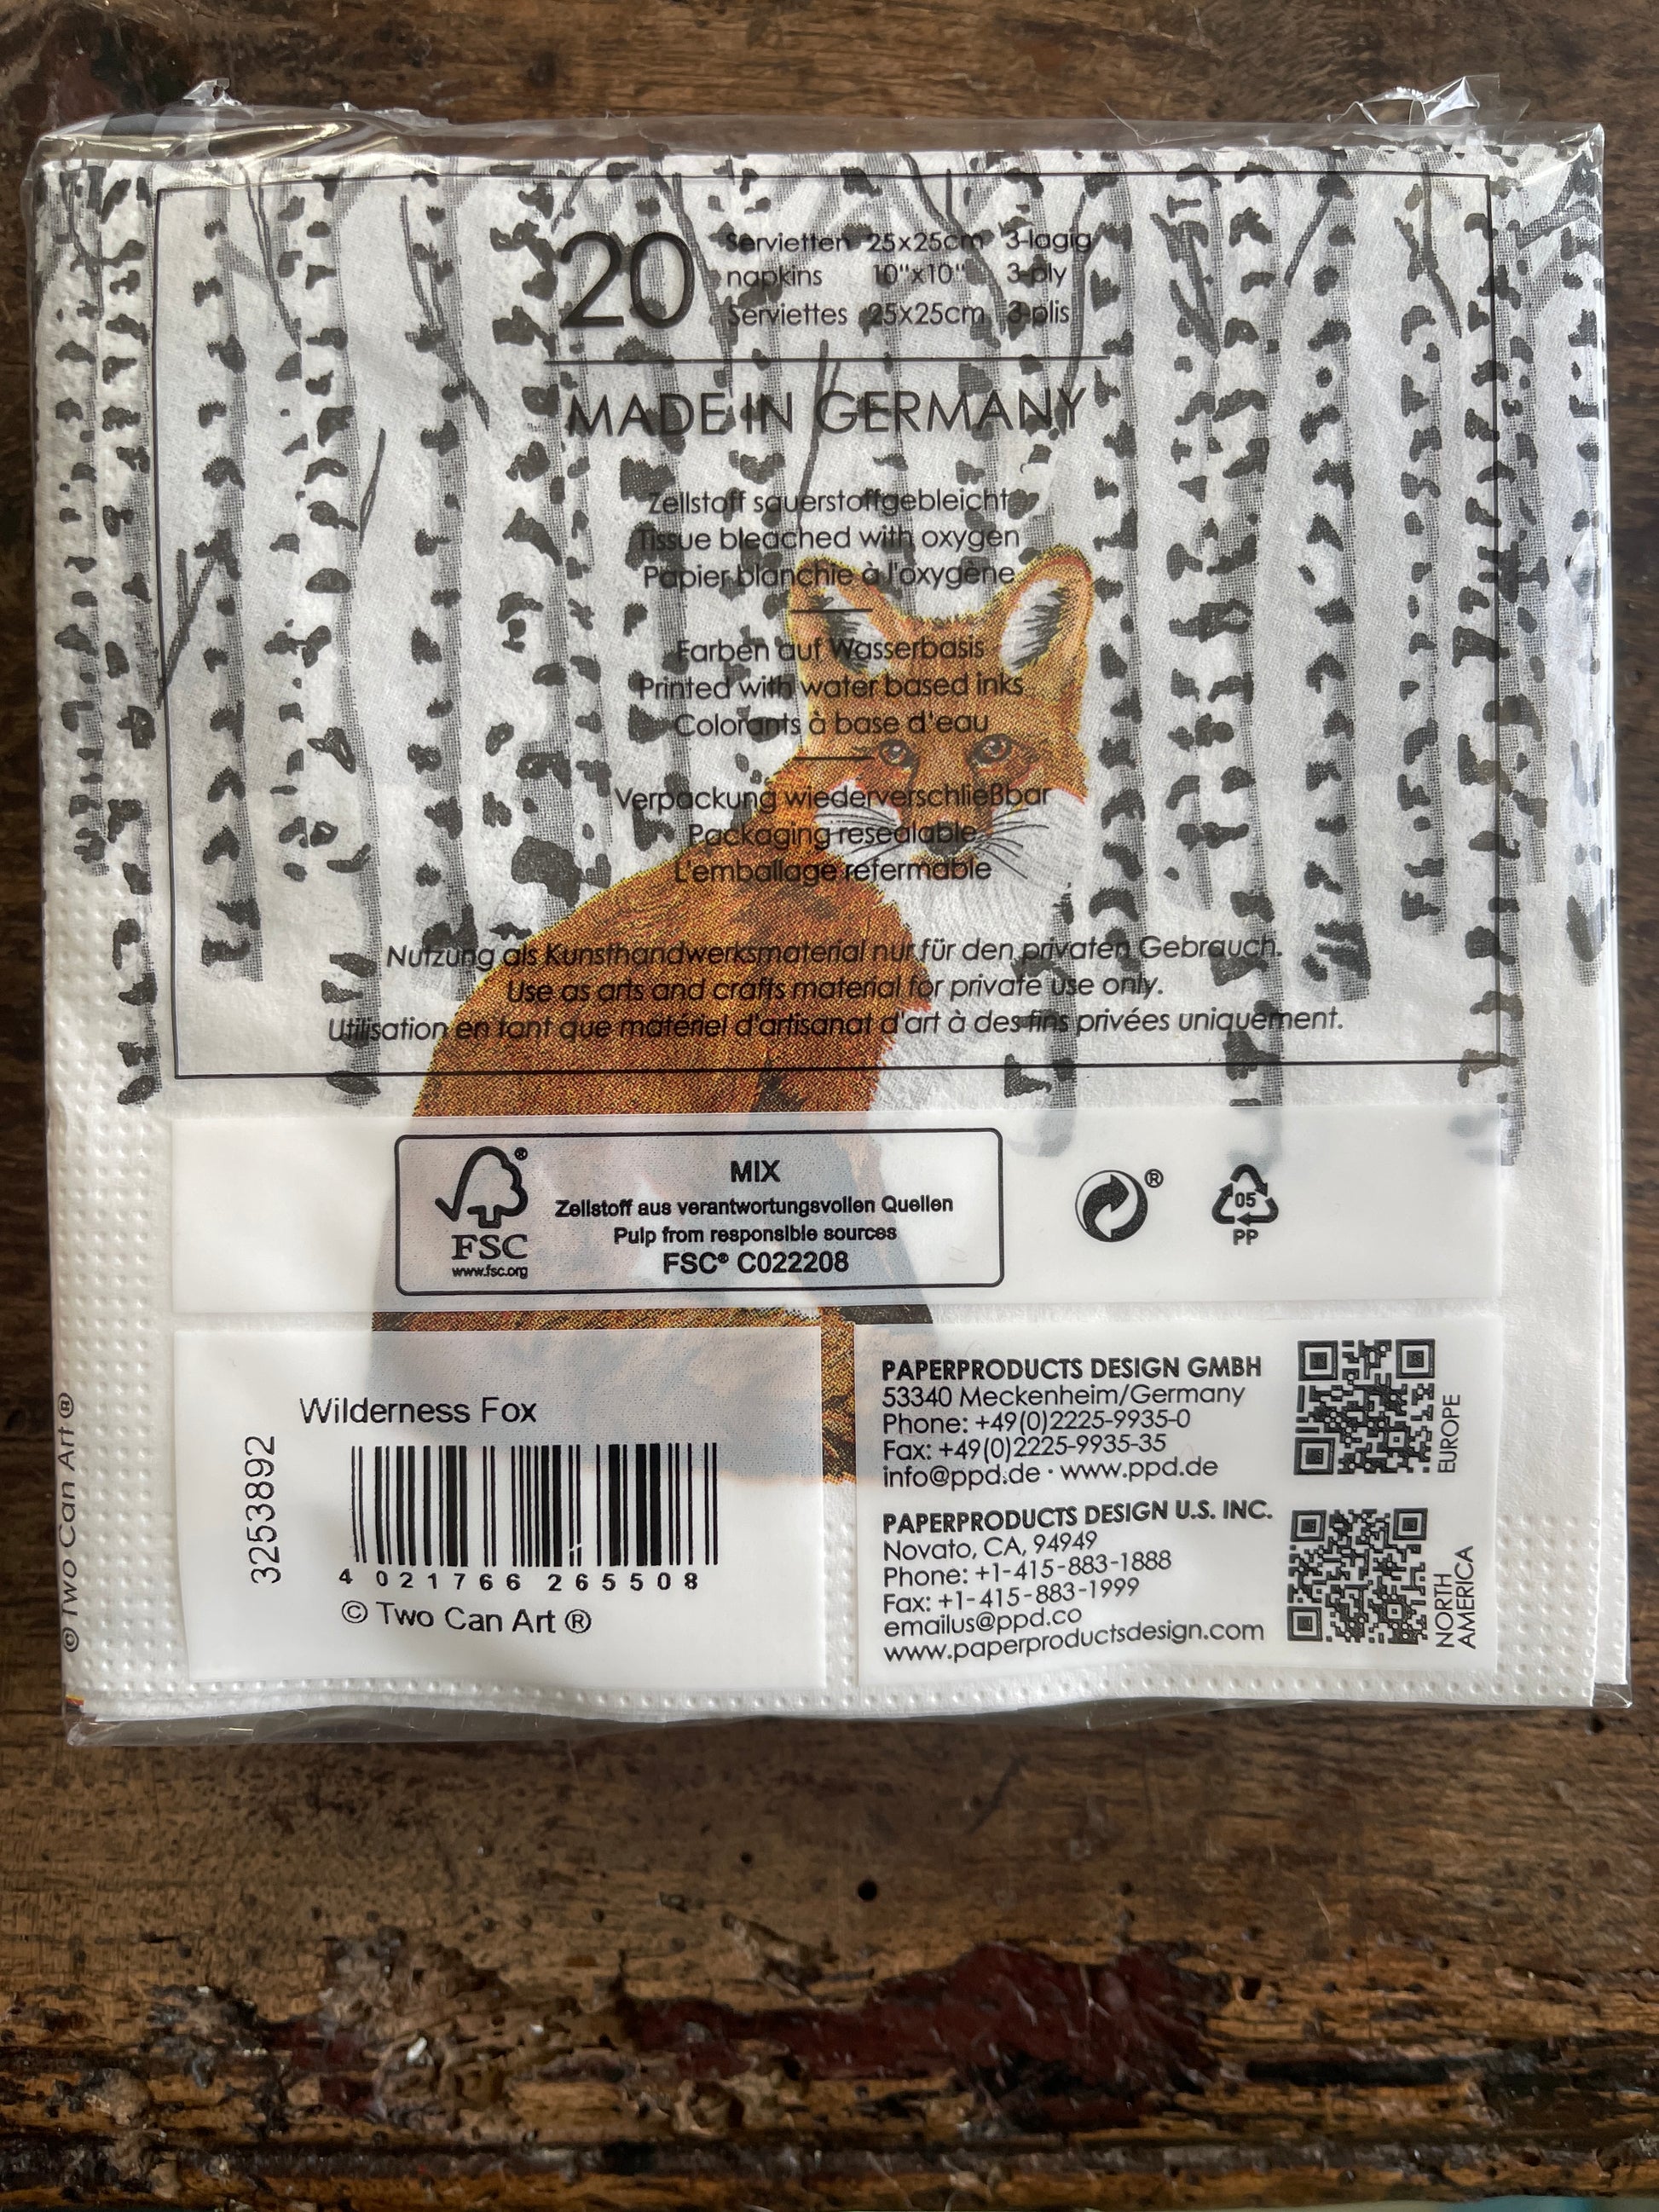 20
Servietten 25x25cm 3-lagig
napkins 10"x10" 3-ply
Serviettes 25x25cm 3-plis
MADE IN GERMANY
Zellstoff sauerstoffgebleicht
Tissue bleached with oxygen
Papier blanchie à l'oxygène
Farben auf Wasserbasis
Printed with water based inks
Colorants à base d'eau
Verpackung wiederverschließbar
Packaging resealable
L'emballage refermable
Nutzung als Kunsthandwerksmaterial nur für den privaten Gebrauch.
Use as arts and crafts material for private use only.
Utilisation en tant que matériel d'artisanat d'art à des fins privées uniquement.
FSC®
www.fsc.org
MIX
Zellstoff aus verantwortungsvollen Quellen
Pulp from responsible sources
FSC® C022208
®
05
PP
© Two Can Art ®
Wilderness Fox
3253892
4 021766 265508
© Two Can Art ®
PAPERPRODUCTS DESIGN GMBH
53340 Meckenheim/Germany
Phone: +49(0)2225-9935-0
Fax: +49(0)2225-9935-35
info@ppd.de · www.ppd.de
EUROPE
PAPERPRODUCTS DESIGN U.S. INC.
Novato, CA, 94949
Phone: +1-415-883-1888
Fax: +1-415-883-1999
emailus@ppd.co
www.paperproductsdesign.com
NORTH
AMERICA